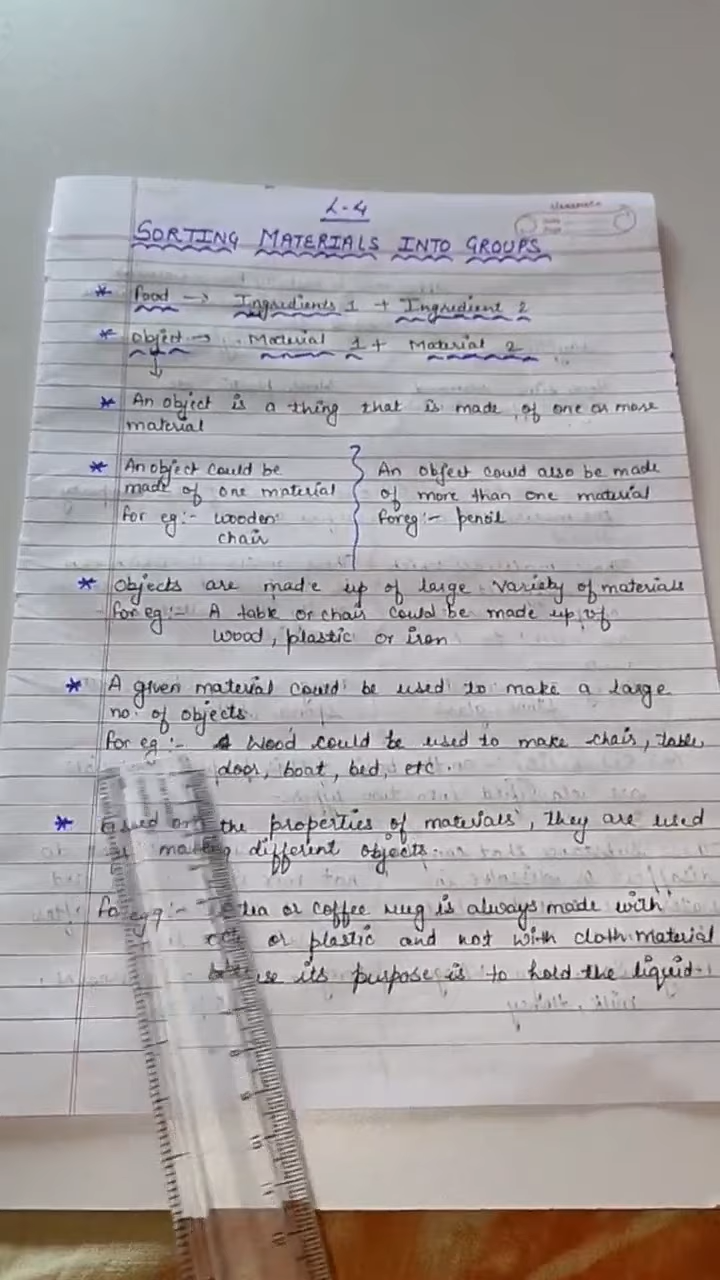 L-4
SORTING MATERIALS INTO GROUPS
* Food → Ingredients 1 + Ingredient 2
* Object → Material 1 + Material 2
↓
* An object is a thing that is made of one or more
material
* An object could be
made of one material
for eg:- wooden
chair
An object could also be made
of more than one material
for eg:- pencil
* Objects are made up of large variety of materials
for eg:- A table or chair could be made up of
wood, plastic or iron
* A given material could be used to make a large
no. of objects
for eg:- Wood could be used to make chair, table,
door, boat, bed, etc
* Based on the properties of materials, they are used
making different objects.
For eg:- tea or coffee mug is always made with
or plastic and not with cloth material
its purpose is to hold the liquid